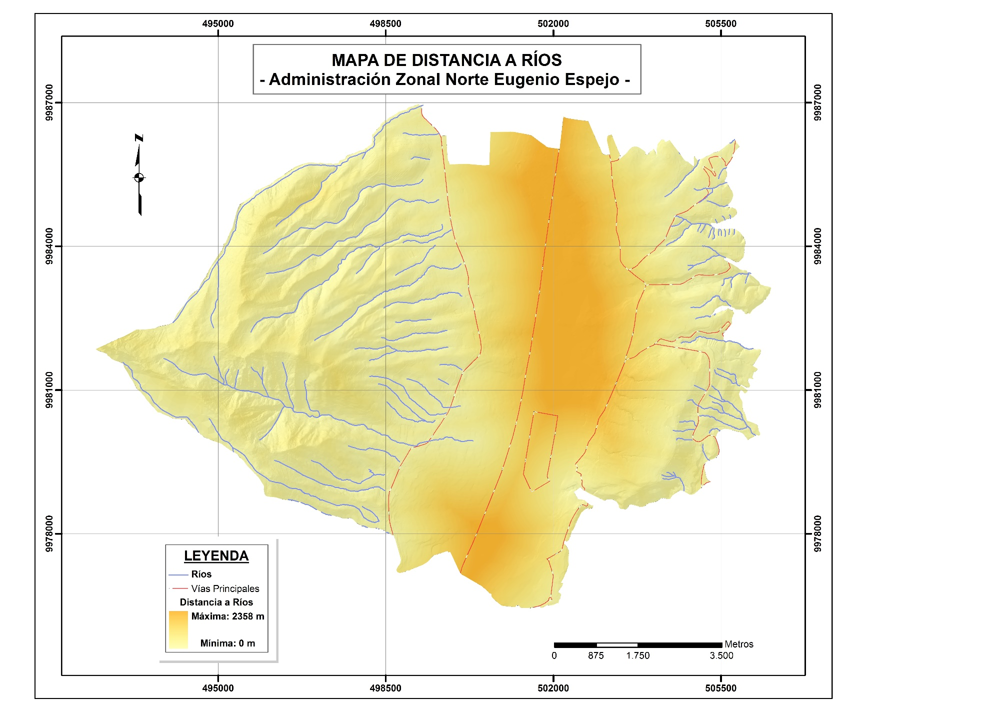 495000 498500 502000 505500
MAPA DE DISTANCIA A RÍOS
- Administración Zonal Norte Eugenio Espejo -
9987000 9987000
N
9984000 9984000
9981000 9981000
9978000 9978000
LEYENDA
Ríos
Vías Principales
Distancia a Ríos
Máxima: 2358 m
Mínima: 0 m
Metros
0 875 1.750 3.500
495000 498500 502000 505500